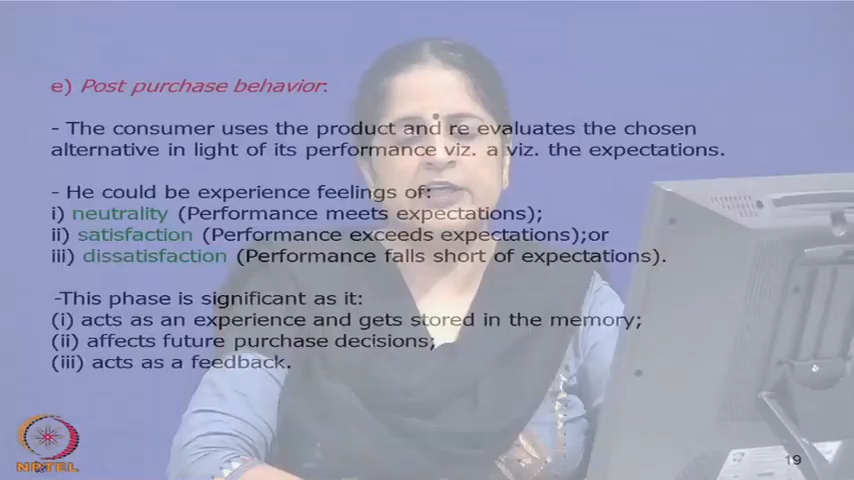 e) Post purchase behavior:
- The consumer uses the product and re evaluates the chosen
alternative in light of its performance viz. a viz. the expectations.
- He could be experience feelings of:
i) neutrality (Performance meets expectations);
ii) satisfaction (Performance exceeds expectations);or
iii) dissatisfaction (Performance falls short of expectations).
-This phase is significant as it:
(i) acts as an experience and gets stored in the memory;
(ii) affects future purchase decisions;
(iii) acts as a feedback.
NPTEL
19